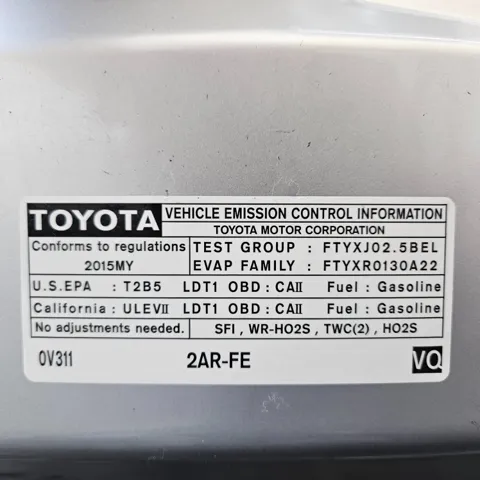 TOYOTA VEHICLE EMISSION CONTROL INFORMATION
TOYOTA MOTOR CORPORATION
Conforms to regulations TEST GROUP : FTYXJ02.5BEL
2015MY EVAP FAMILY : FTYXR0130A22
U.S.EPA : T2B5 LDT1 OBD : CAⅡ Fuel : Gasoline
California : ULEVⅡ LDT1 OBD : CAⅡ Fuel : Gasoline
No adjustments needed. SFI , WR-HO2S , TWC(2) , HO2S
0V311 2AR-FE VQ